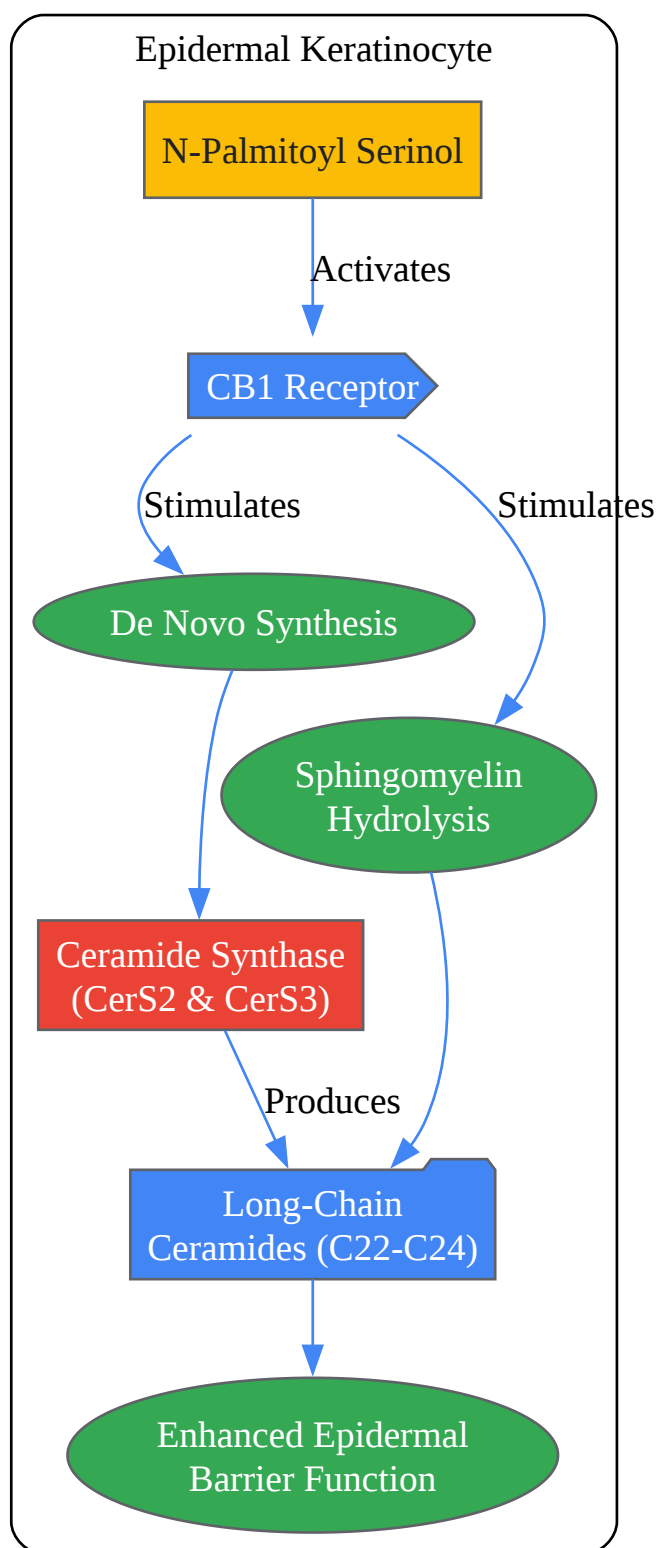 Epidermal Keratinocyte
N-Palmitoyl Serinol
Activates
CB1 Receptor
Stimulates
Stimulates
De Novo Synthesis
Sphingomyelin
Hydrolysis
Ceramide Synthase
(CerS2 & CerS3)
Produces
Long-Chain
Ceramides (C22-C24)
Enhanced Epidermal
Barrier Function